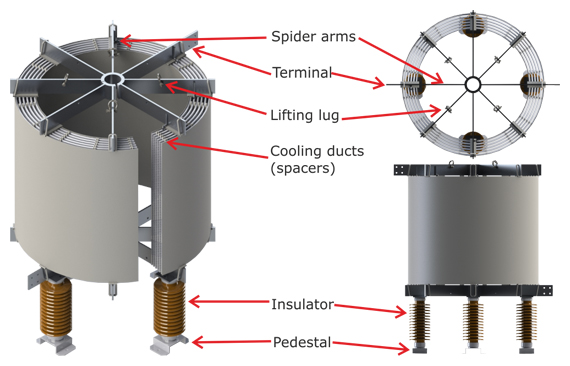 Spider arms
Terminal
Lifting lug
Cooling ducts
(spacers)
Insulator
Pedestal